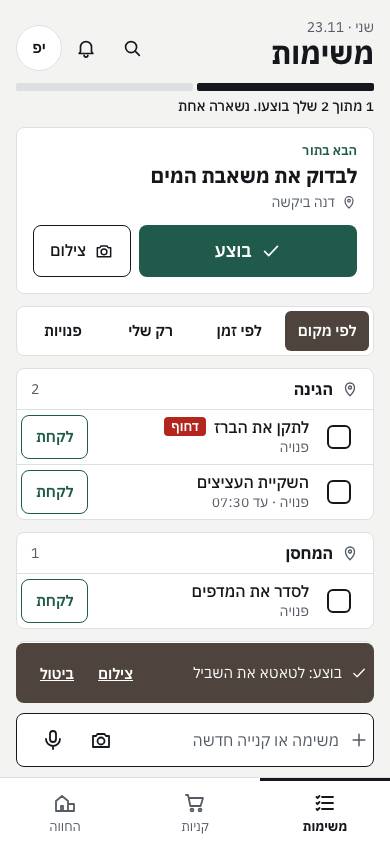 שני · 23.11
משימות
יפ
1 מתוך 2 שלך בוצעו. נשארה אחת
הבא בתור
לבדוק את משאבת המים
דנה ביקשה
בוצע
צילום
לפי מקום
לפי זמן
רק שלי
פנויות
הגינה
2
לתקן את הברז דחוף
פנויה
לקחת
השקיית העציצים
פנויה · עד 07:30
לקחת
המחסן
1
לסדר את המדפים
פנויה
לקחת
בוצע: לטאטא את השביל
צילום
ביטול
משימה או קנייה חדשה
משימות
קניות
החווה